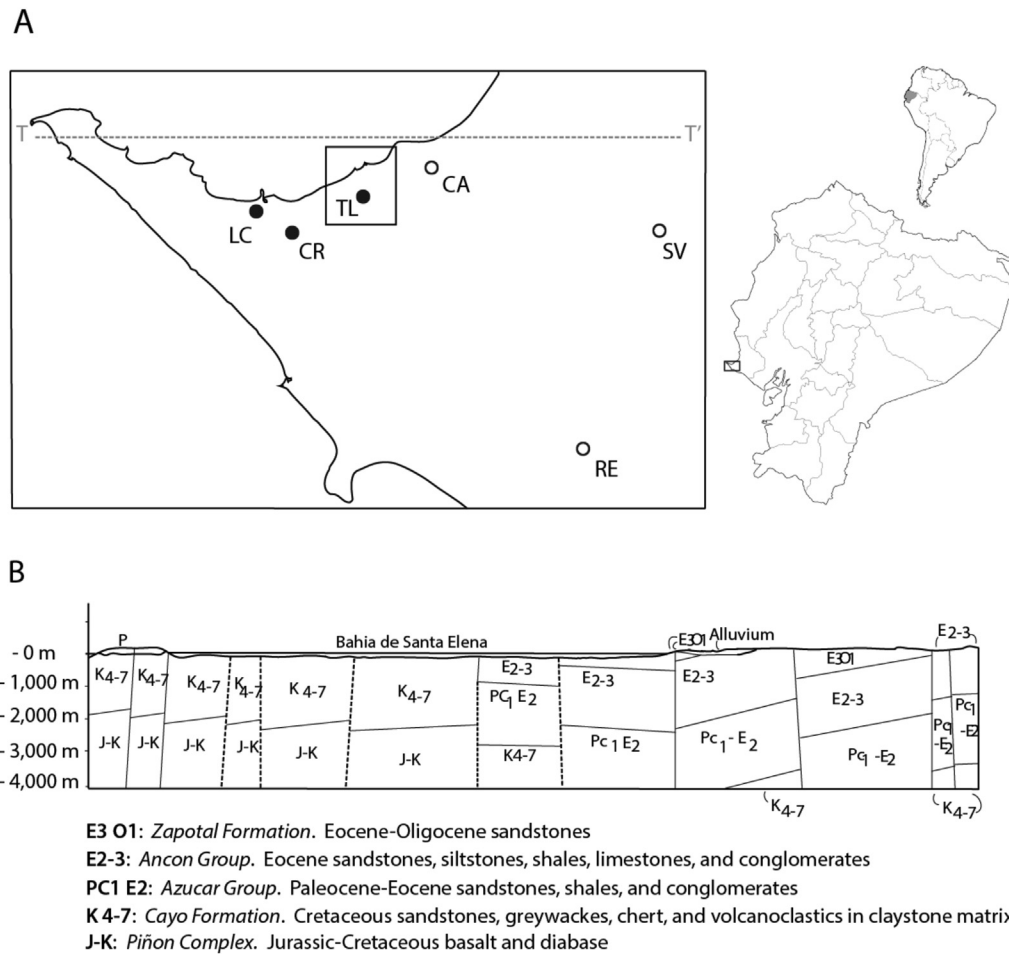 A
T
T'
CA
TL
LC
CR
SV
RE
B
E2-3
P
Bahia de Santa Elena
E3O1
Alluvium
- 0 m
K4-7
K4-7
K4-7
K4-7
K 4-7
K4-7
E2-3
E2-3
E2-3
E3O1
- 1,000 m
PC1 E2
E2-3
Pc1 -E2
- 2,000 m
J-K
J-K
J-K
J-K
J-K
J-K
K4-7
Pc 1 E2
Pc1 - E2
Pc1 -E2
Pc1 -E2
- 3,000 m
- 4,000 m
K4-7
K4-7
E3 O1: Zapotal Formation. Eocene-Oligocene sandstones
E2-3: Ancon Group. Eocene sandstones, siltstones, shales, limestones, and conglomerates
PC1 E2: Azucar Group. Paleocene-Eocene sandstones, shales, and conglomerates
K 4-7: Cayo Formation. Cretaceous sandstones, greywackes, chert, and volcanoclastics in claystone matrix
J-K: Piñon Complex. Jurassic-Cretaceous basalt and diabase